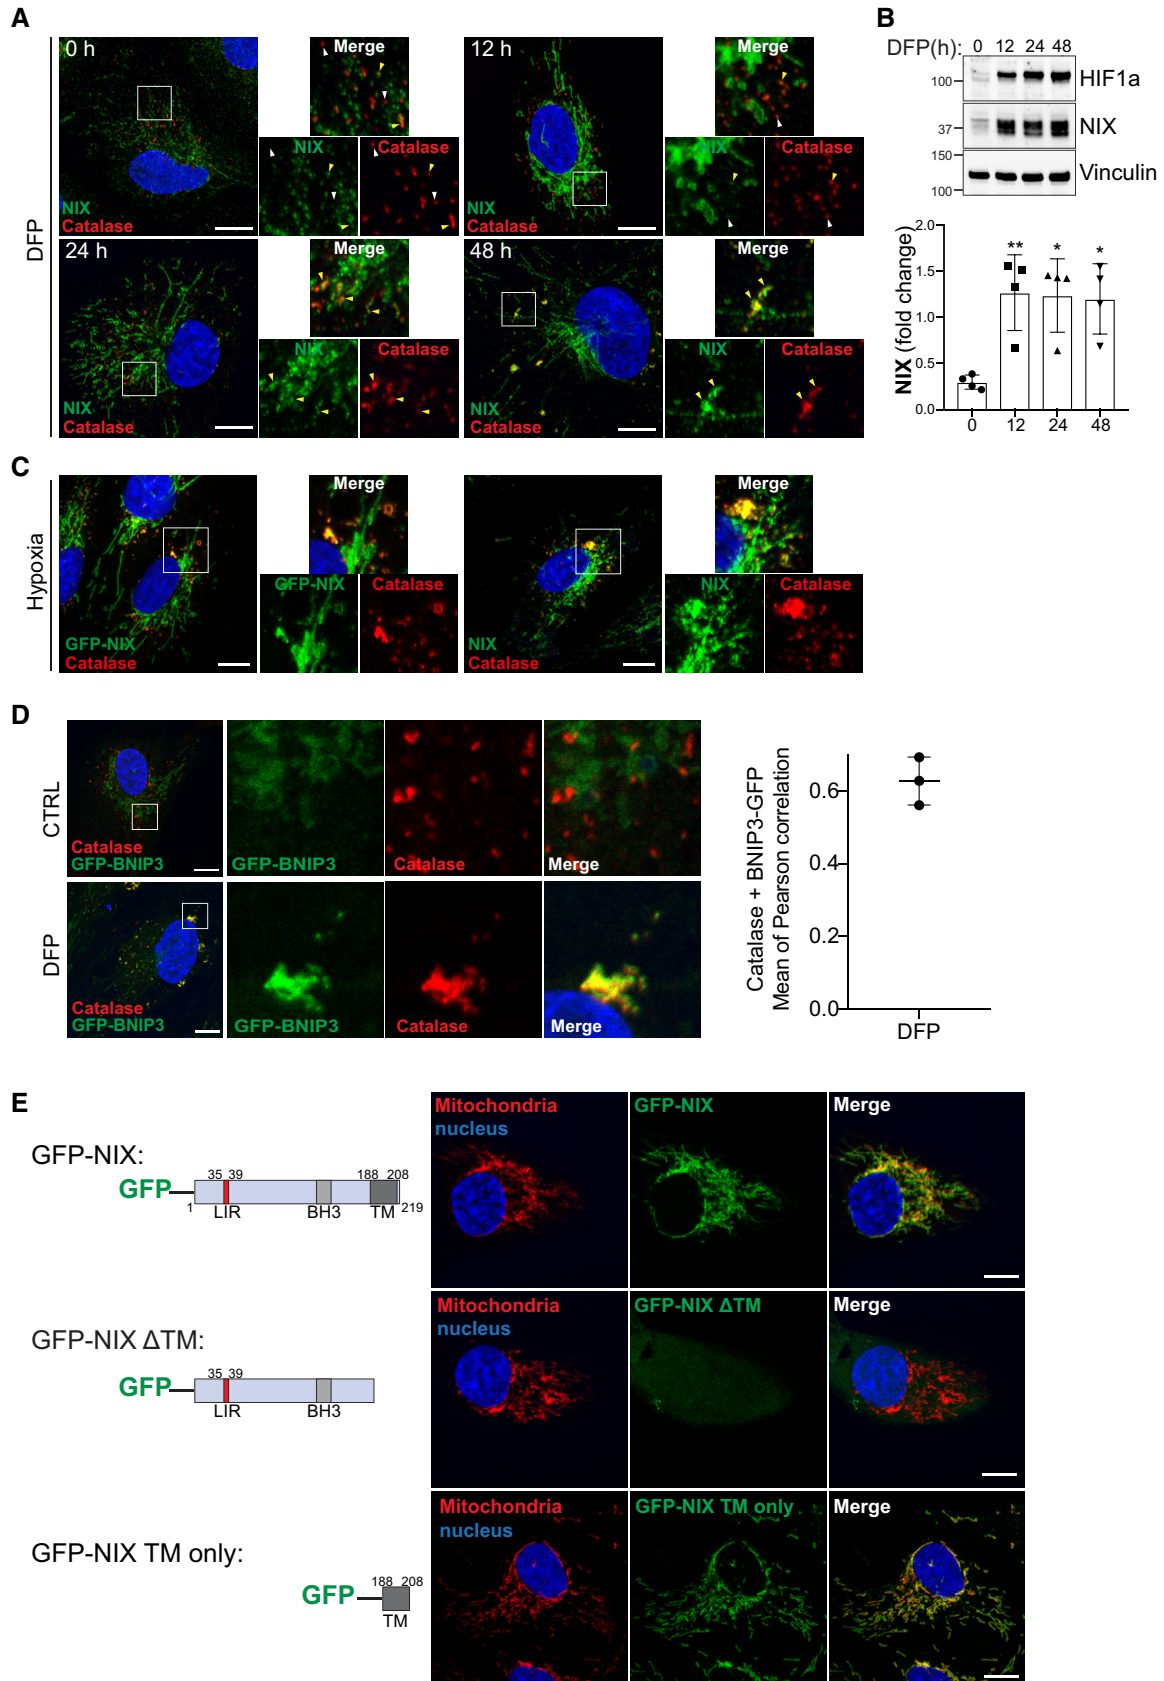 A
DFP
0 h
NIX
Catalase
Merge
NIX
Catalase
12 h
NIX
Catalase
Merge
NIX
Catalase
24 h
NIX
Catalase
Merge
NIX
Catalase
48 h
NIX
Catalase
Merge
NIX
Catalase
B
DFP(h): 0 12 24 48
100
HIF1a
37
NIX
150
100
Vinculin
NIX (fold change)
2.0
1.5
1.0
0.5
0.0
** * *
0 12 24 48
C
Hypoxia
GFP-NIX
Catalase
Merge
GFP-NIX
Catalase
NIX
Catalase
Merge
NIX
Catalase
D
CTRL
Catalase
GFP-BNIP3
GFP-BNIP3
Catalase
Merge
DFP
Catalase
GFP-BNIP3
GFP-BNIP3
Catalase
Merge
Catalase + BNIP3-GFP
Mean of Pearson correlation
0.6
0.4
0.2
0.0
DFP
E
GFP-NIX:
35 39 188 208
GFP
1 219
LIR BH3 TM
Mitochondria
nucleus
GFP-NIX
Merge
GFP-NIX ΔTM:
35 39
GFP
LIR BH3
Mitochondria
nucleus
GFP-NIX ΔTM
Merge
GFP-NIX TM only:
188 208
GFP
TM
Mitochondria
nucleus
GFP-NIX TM only
Merge